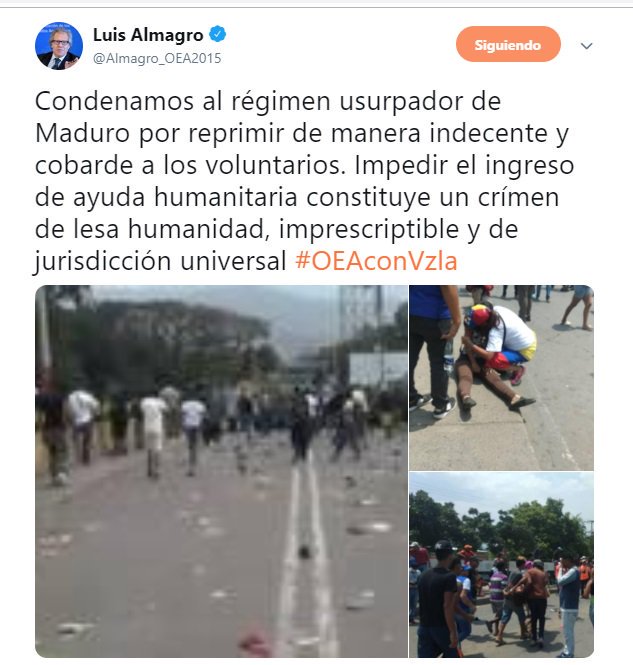 Luis Almagro
@Almagro_OEA2015
Siguiendo
Condenamos al régimen usurpador de
Maduro por reprimir de manera indecente y
cobarde a los voluntarios. Impedir el ingreso
de ayuda humanitaria constituye un crímen
de lesa humanidad, imprescriptible y de
jurisdicción universal #OEAconVzla